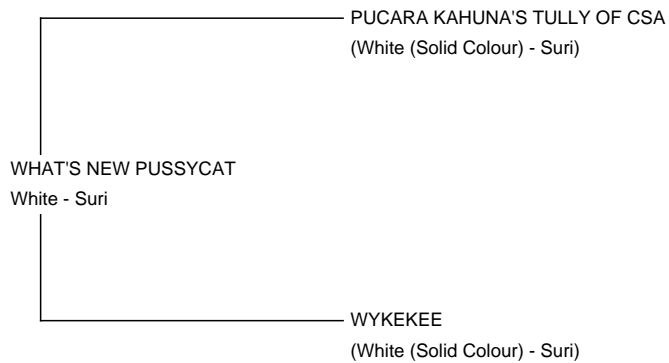 PUCARA KAHUNA'S TULLY OF CSA
(White (Solid Colour) - Suri)
WHAT'S NEW PUSSYCAT
White - Suri
WYKEKEE
(White (Solid Colour) - Suri)